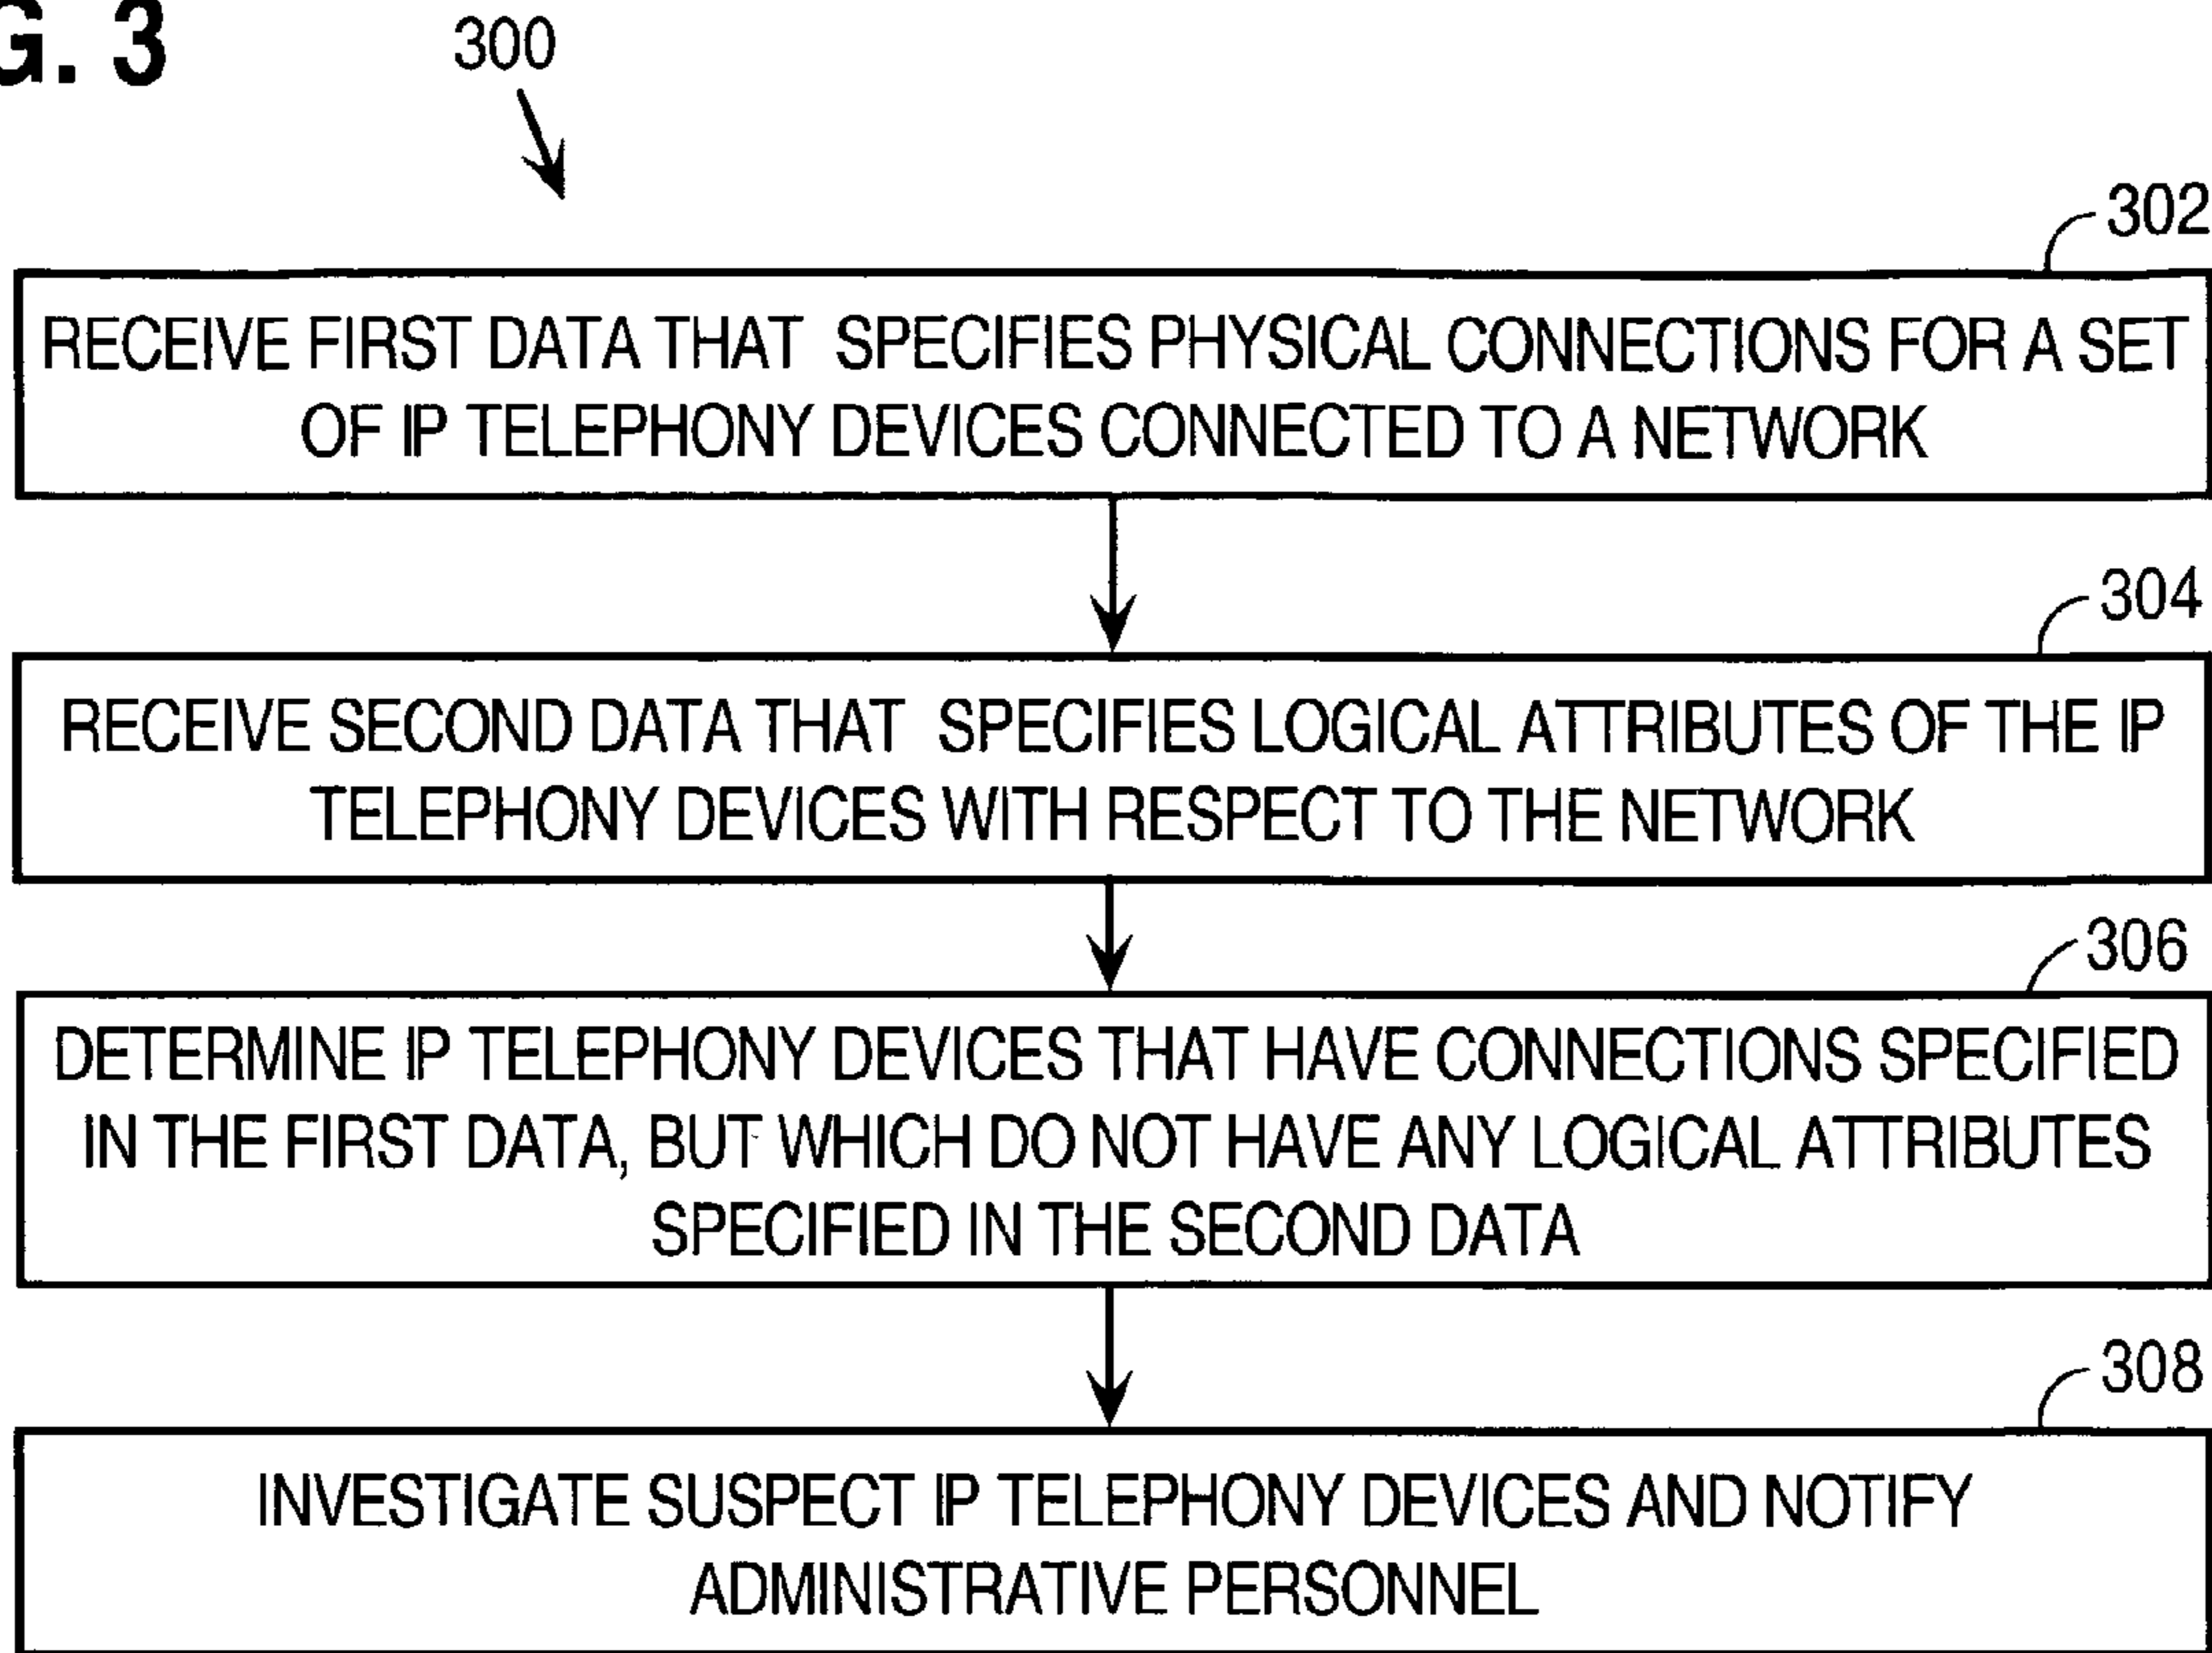 G. 3
300
302
RECEIVE FIRST DATA THAT SPECIFIES PHYSICAL CONNECTIONS FOR A SET
OF IP TELEPHONY DEVICES CONNECTED TO A NETWORK
304
RECEIVE SECOND DATA THAT SPECIFIES LOGICAL ATTRIBUTES OF THE IP
TELEPHONY DEVICES WITH RESPECT TO THE NETWORK
306
DETERMINE IP TELEPHONY DEVICES THAT HAVE CONNECTIONS SPECIFIED
IN THE FIRST DATA, BUT WHICH DO NOT HAVE ANY LOGICAL ATTRIBUTES
SPECIFIED IN THE SECOND DATA
308
INVESTIGATE SUSPECT IP TELEPHONY DEVICES AND NOTIFY
ADMINISTRATIVE PERSONNEL